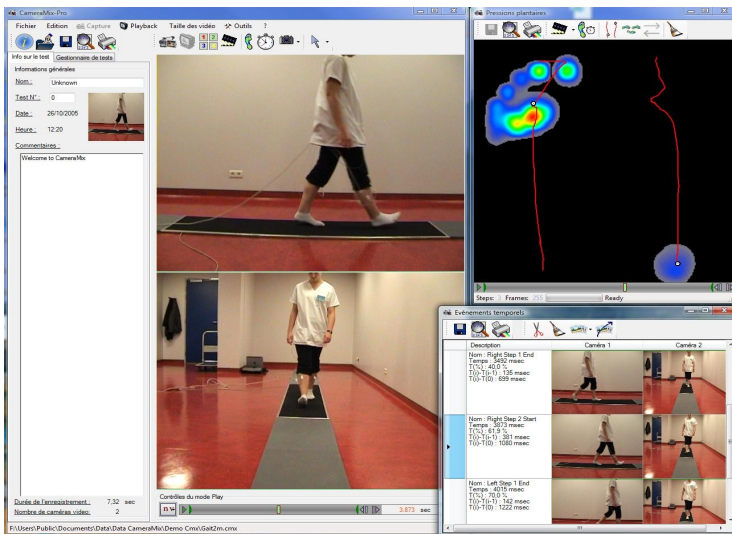 CameraMix-Pro
Fichier Edition Capture Playback Taille des vidéo Outils ?
Info sur le test Gestionnaire de tests
Informations générales
Nom : Unknown
Test N° : 0
Date : 26/10/2005
Heure : 12:20
Commentaires :
Welcome to CameraMix
Durée de l'enregistrement : 7,32 sec
Nombre de caméras video: 2
F:\Users\Public\Documents\Data\Data CameraMix\Demo Cmx\Gait2m.cmx
1 2
3
Contrôles du mode Play
3.873 sec
Pressions plantaires
Steps: 3 Frames: 255 Ready
Evénements temporels
Description Caméra 1 Caméra 2
Nom : Right Step 1 End
Temps : 3492 msec
T(%) : 40,0 %
T(i)-T(i-1) : 135 msec
T(i)-T(0) : 699 msec
Nom : Right Step 2 Start
Temps : 3873 msec
T(%) : 61,9 %
T(i)-T(i-1) : 381 msec
T(i)-T(0) : 1080 msec
Nom : Left Step 1 End
Temps : 4015 msec
T(%) : 70,0 %
T(i)-T(i-1) : 142 msec
T(i)-T(0) : 1222 msec